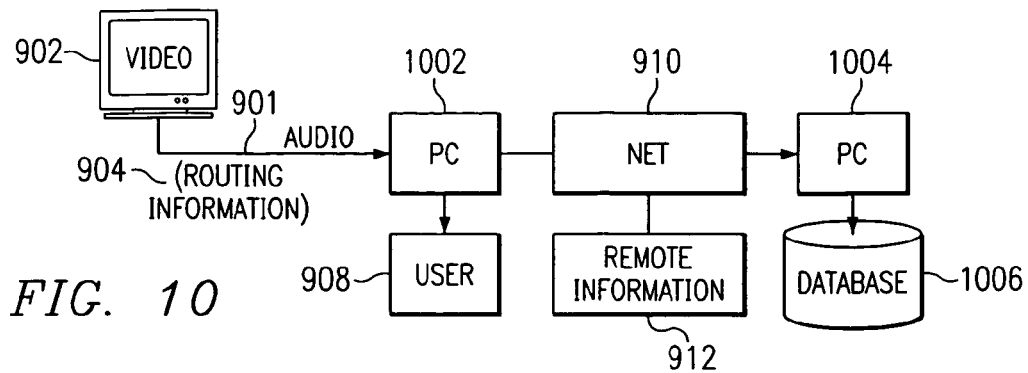 902
VIDEO
901
AUDIO
904
(ROUTING
INFORMATION)
1002
PC
910
NET
1004
PC
908
USER
REMOTE
INFORMATION
912
DATABASE
1006
FIG. 10